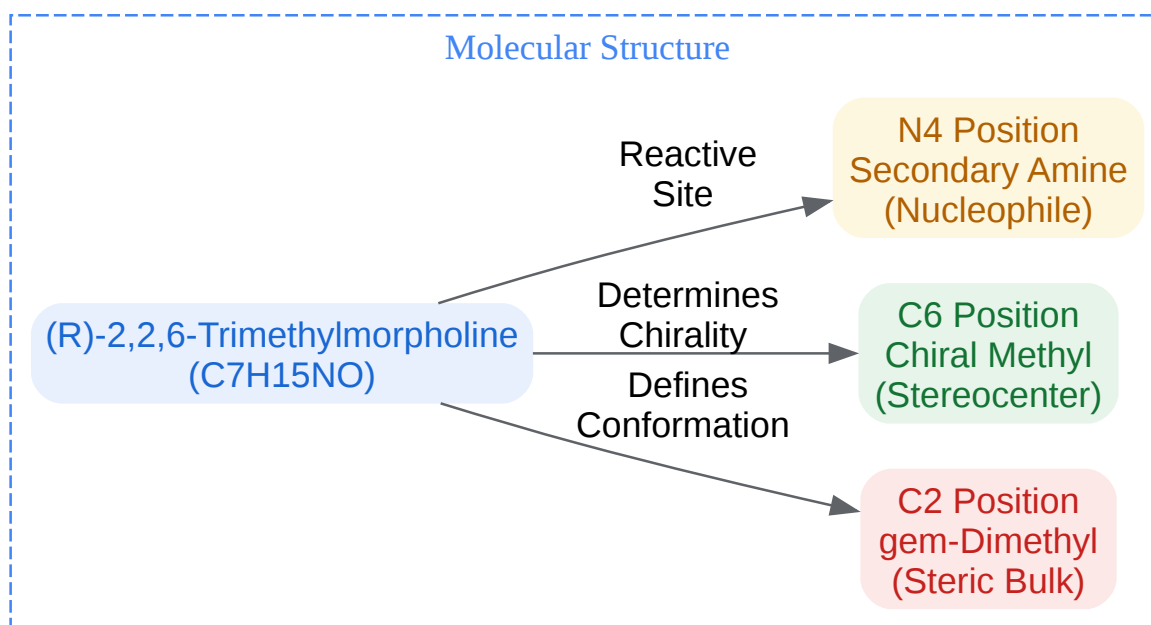 Molecular Structure
Reactive
Site
N4 Position
Secondary Amine
(Nucleophile)
(R)-2,2,6-Trimethylmorpholine
(C7H15NO)
Determines
Chirality
C6 Position
Chiral Methyl
(Stereocenter)
Defines
Conformation
C2 Position
gem-Dimethyl
(Steric Bulk)